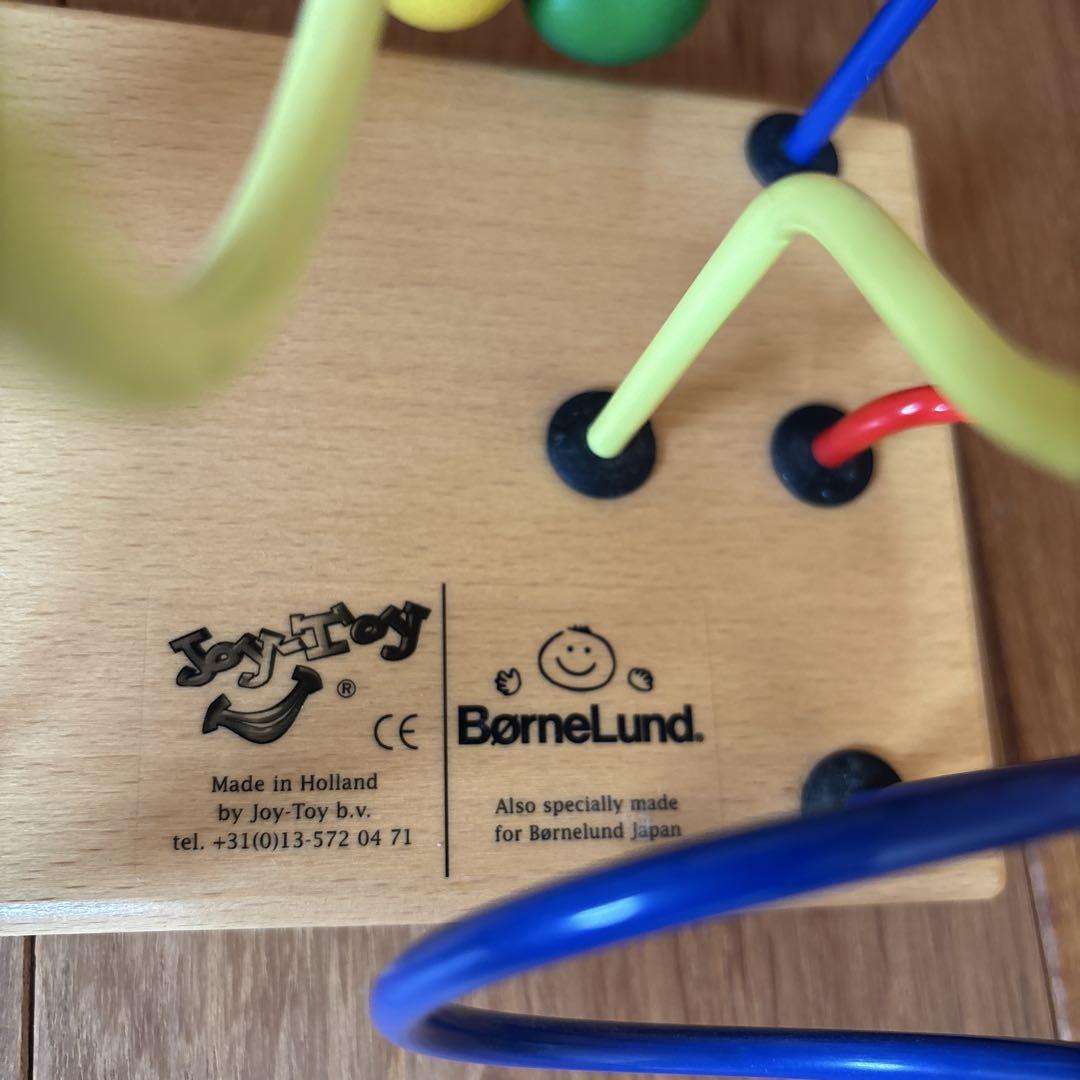 Joy-Toy
®
CE
Made in Holland
by Joy-Toy b.v.
tel. +31(0)13-572 04 71
BørneLund.
Also specially made
for Børnelund Japan